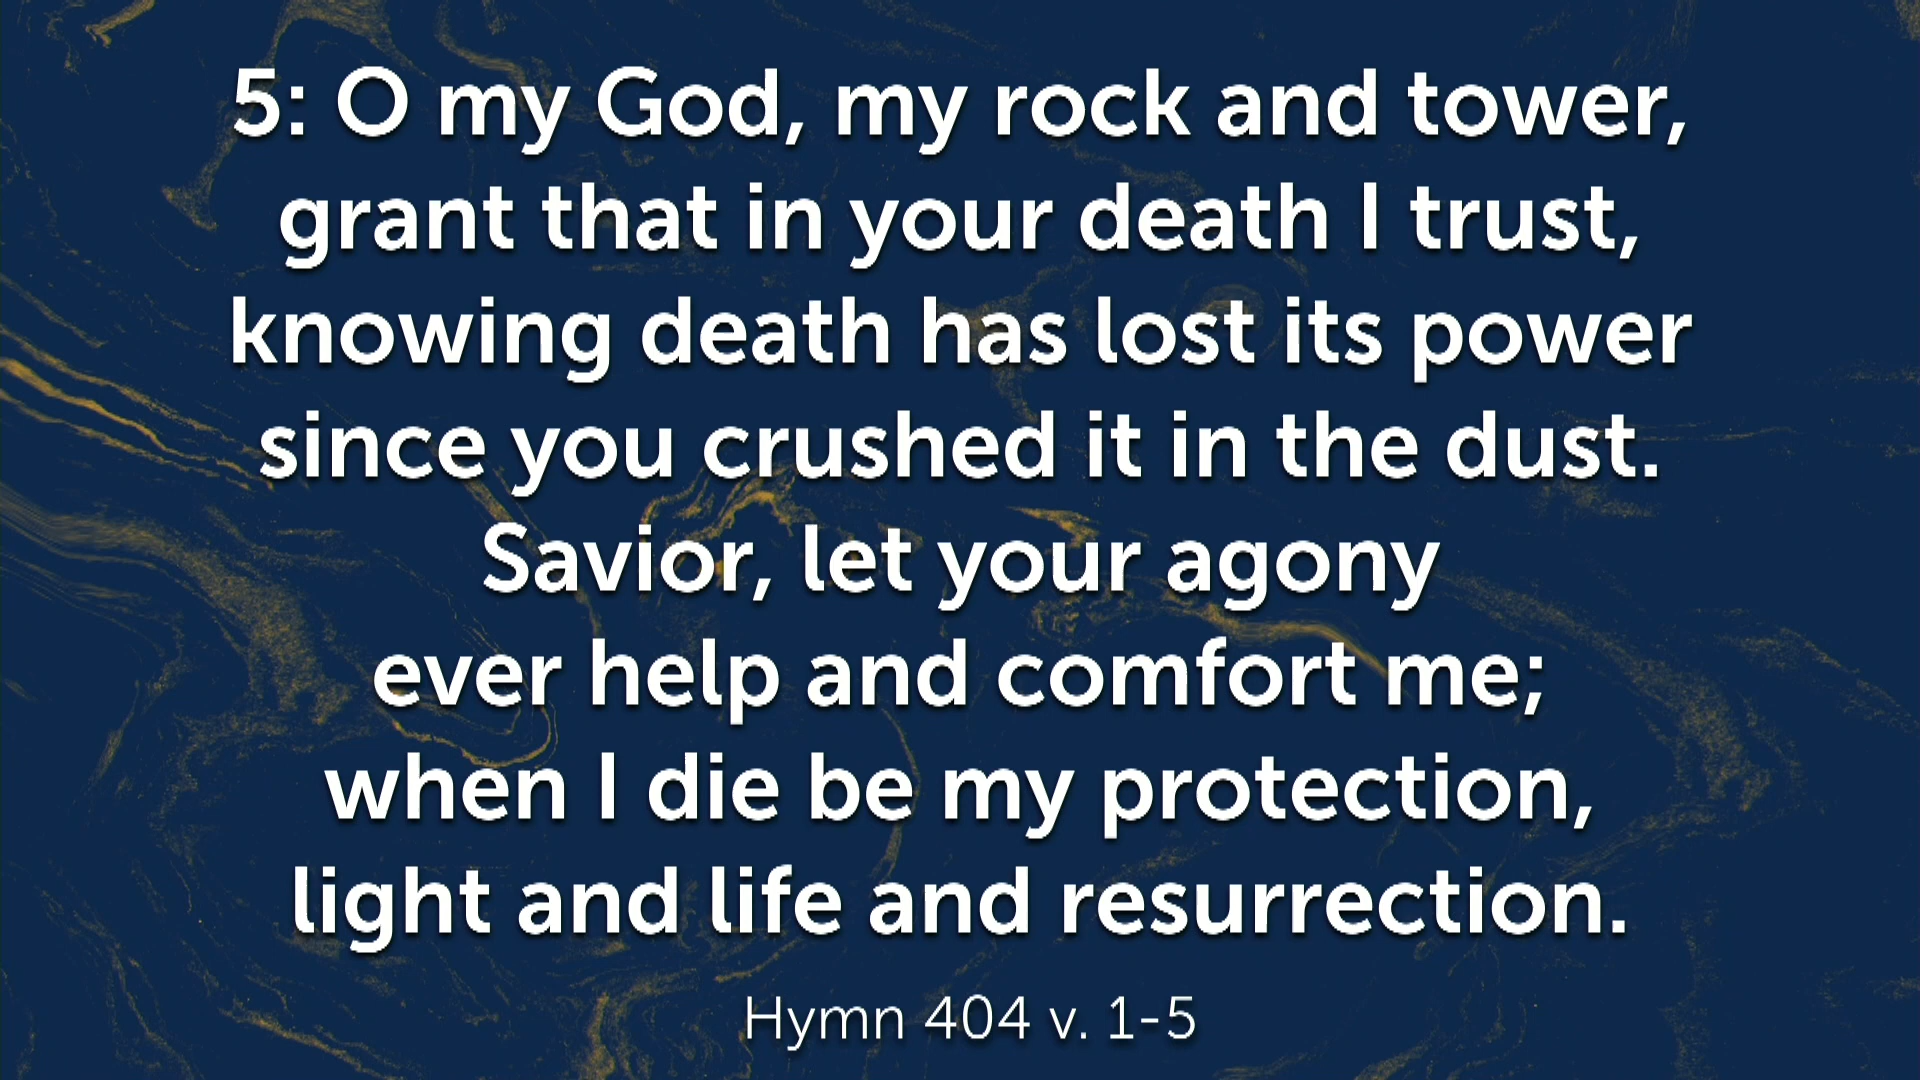 5: O my God, my rock and tower,
grant that in your death I trust,
knowing death has lost its power
since you crushed it in the dust.
Savior, let your agony
ever help and comfort me;
when I die be my protection,
light and life and resurrection.
Hymn 404 v. 1-5